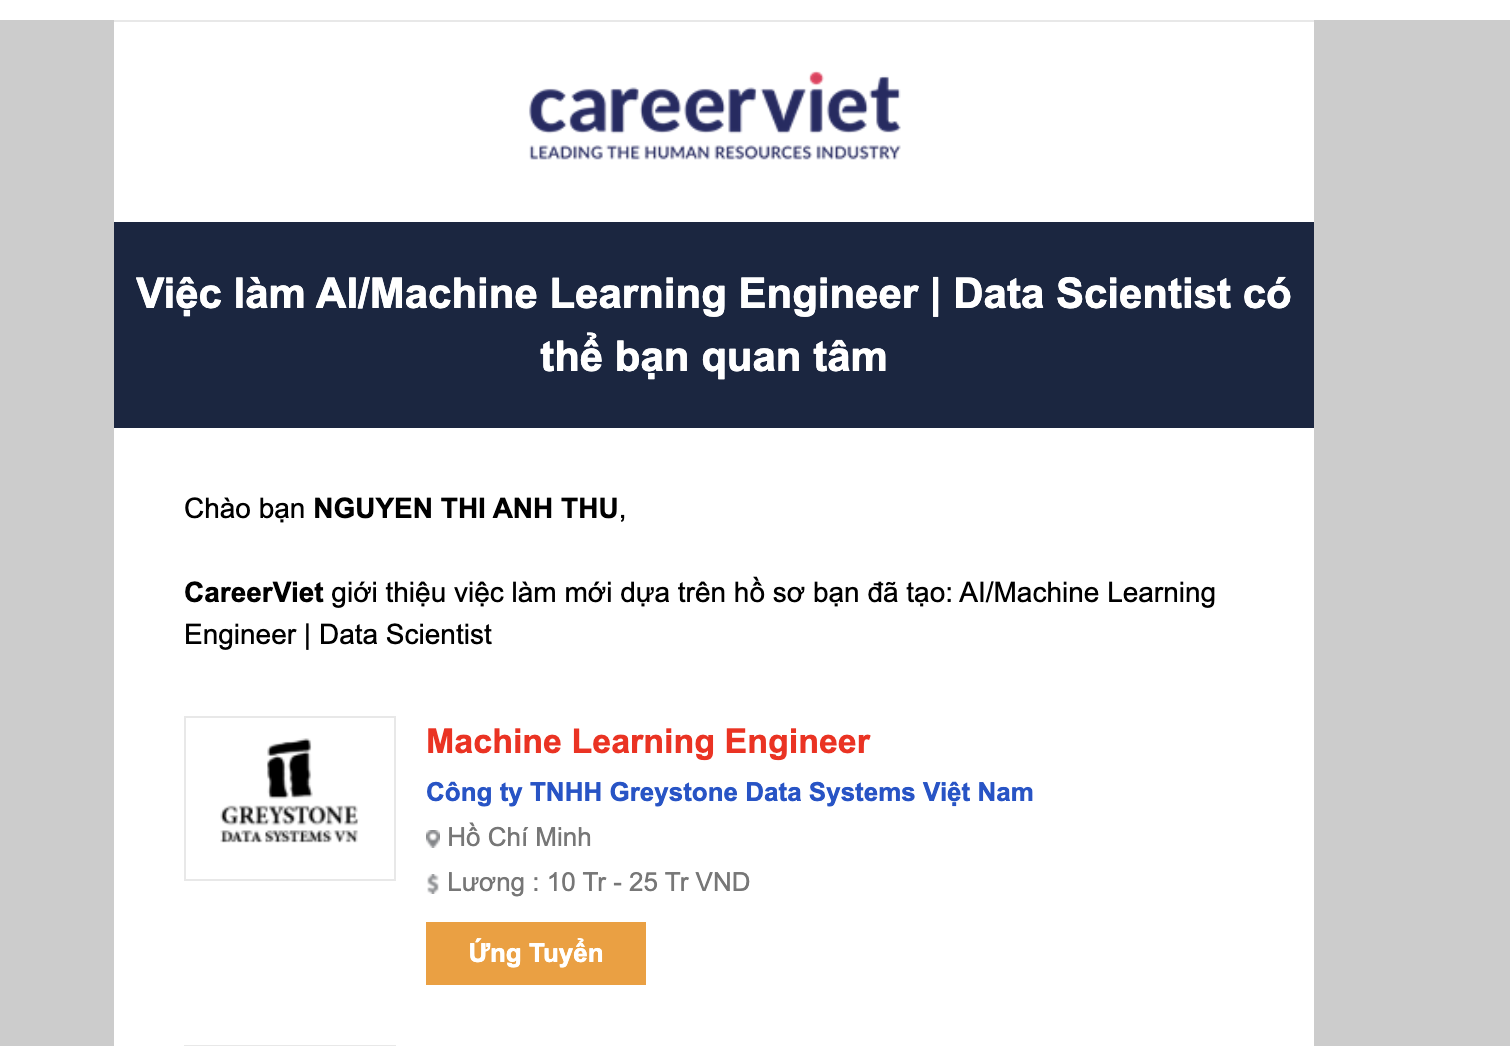 careerviet
LEADING THE HUMAN RESOURCES INDUSTRY
Việc làm AI/Machine Learning Engineer | Data Scientist có
thể bạn quan tâm
Chào bạn NGUYEN THI ANH THU,
CareerViet giới thiệu việc làm mới dựa trên hồ sơ bạn đã tạo: AI/Machine Learning
Engineer | Data Scientist
GREYSTONE
DATA SYSTEMS VN
Machine Learning Engineer
Công ty TNHH Greystone Data Systems Việt Nam
Hồ Chí Minh
$ Lương : 10 Tr - 25 Tr VND
Ứng Tuyển